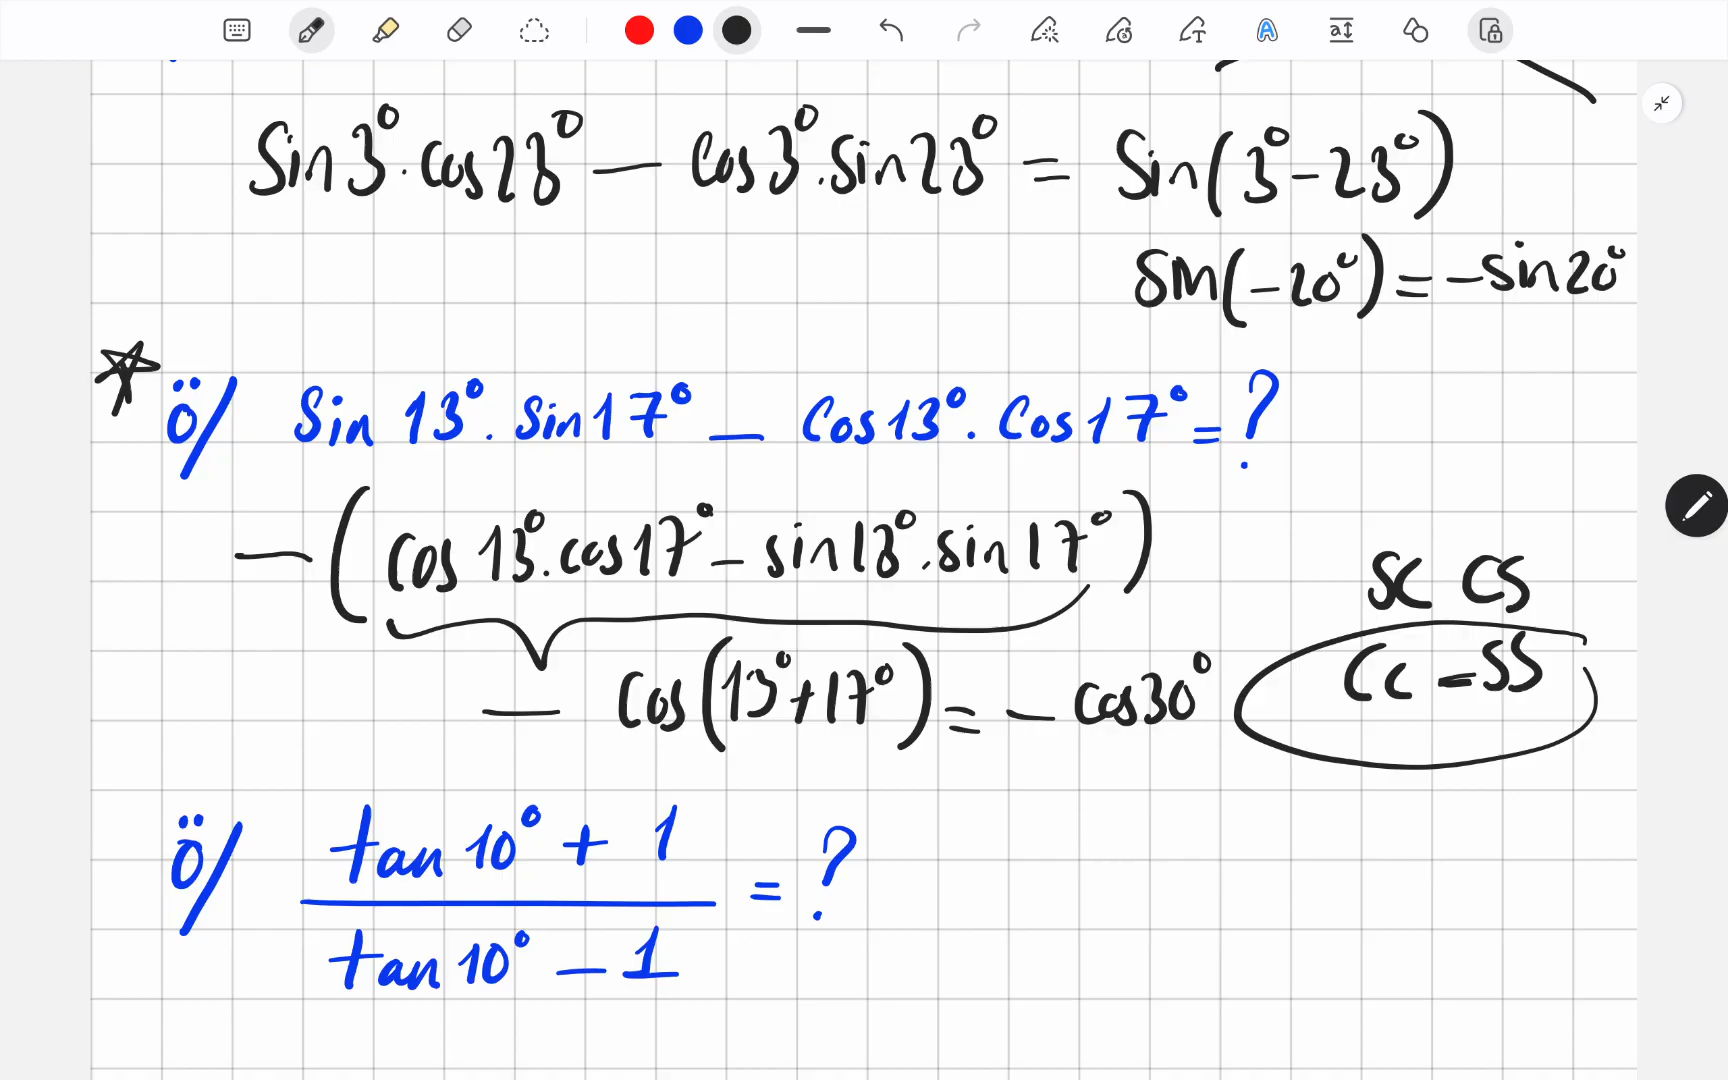 Sin3°.cos23° — cos3°.sin23° = Sin(3°-23°)
sin(-20°) = -sin20°
ö/ Sin 13°. Sin17° — Cos13°. Cos17° = ?
— (cos13°.cos17° - sin13°.sin17°)
SC CS
CC - SS
— cos(13°+17°) = — cos30°
ö/ tan 10° + 1
= ?
tan 10° — 1